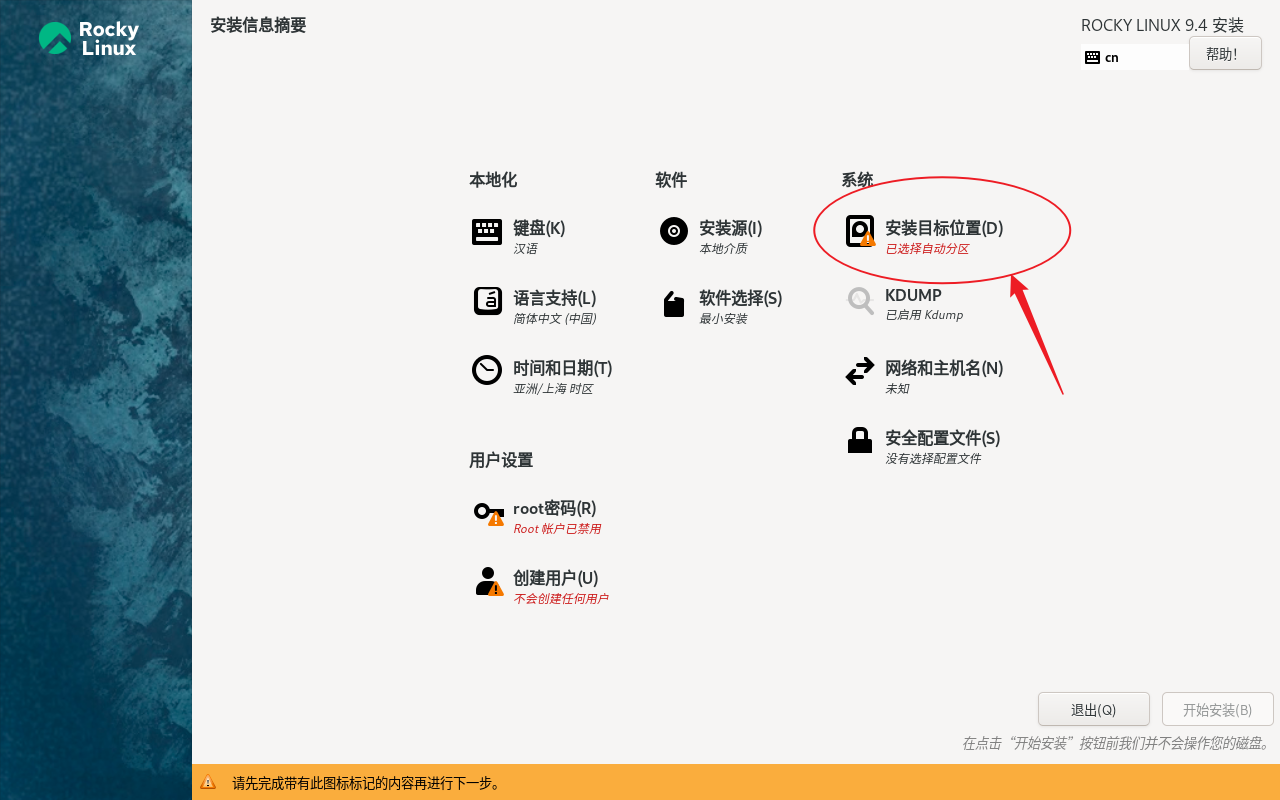 Rocky
Linux
安装信息摘要
ROCKY LINUX 9.4 安装
cn
帮助!
本地化
键盘(K)
汉语
语言支持(L)
简体中文 (中国)
时间和日期(T)
亚洲/上海 时区
软件
安装源(I)
本地介质
软件选择(S)
最小安装
系统
安装目标位置(D)
已选择自动分区
KDUMP
已启用 Kdump
网络和主机名(N)
未知
安全配置文件(S)
没有选择配置文件
用户设置
root密码(R)
Root 帐户已禁用
创建用户(U)
不会创建任何用户
退出(Q)
开始安装(B)
在点击“开始安装”按钮前我们并不会操作您的磁盘。
请先完成带有此图标标记的内容再进行下一步。